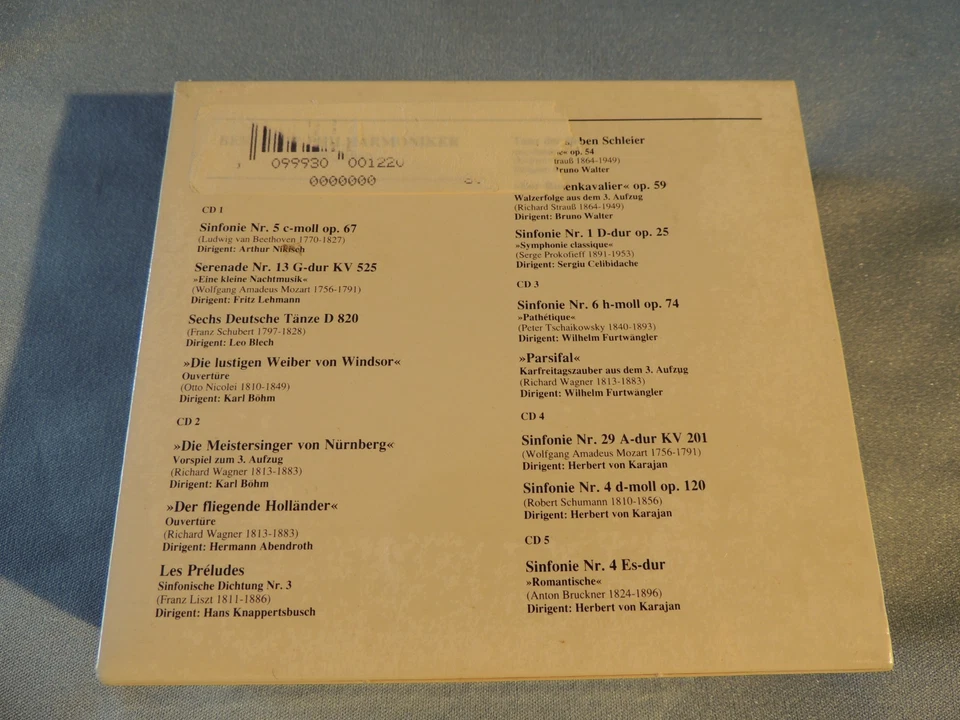 099930 001220
0000000
CD 1
Sinfonie Nr. 5 c-moll op. 67
(Ludwig van Beethoven 1770-1827)
Dirigent: Arthur Nikisch
Serenade Nr. 13 G-dur KV 525
»Eine kleine Nachtmusik«
(Wolfgang Amadeus Mozart 1756-1791)
Dirigent: Fritz Lehmann
Sechs Deutsche Tänze D 820
(Franz Schubert 1797-1828)
Dirigent: Leo Blech
»Die lustigen Weiber von Windsor«
Ouvertüre
(Otto Nicolei 1810-1849)
Dirigent: Karl Böhm
CD 2
»Die Meistersinger von Nürnberg«
Vorspiel zum 3. Aufzug
(Richard Wagner 1813-1883)
Dirigent: Karl Böhm
»Der fliegende Holländer«
Ouvertüre
(Richard Wagner 1813-1883)
Dirigent: Hermann Abendroth
Les Préludes
Sinfonische Dichtung Nr. 3
(Franz Liszt 1811-1886)
Dirigent: Hans Knappertsbusch
ben Schleier
op. 54
Strauß 1864-1949)
Bruno Walter
enkavalier« op. 59
Walzerfolge aus dem 3. Aufzug
(Richard Strauß 1864-1949)
Dirigent: Bruno Walter
Sinfonie Nr. 1 D-dur op. 25
»Symphonie classique«
(Serge Prokofieff 1891-1953)
Dirigent: Sergiu Celibidache
CD 3
Sinfonie Nr. 6 h-moll op. 74
»Pathétique«
(Peter Tschaikowsky 1840-1893)
Dirigent: Wilhelm Furtwängler
»Parsifal«
Karfreitagszauber aus dem 3. Aufzug
(Richard Wagner 1813-1883)
Dirigent: Wilhelm Furtwängler
CD 4
Sinfonie Nr. 29 A-dur KV 201
(Wolfgang Amadeus Mozart 1756-1791)
Dirigent: Herbert von Karajan
Sinfonie Nr. 4 d-moll op. 120
(Robert Schumann 1810-1856)
Dirigent: Herbert von Karajan
CD 5
Sinfonie Nr. 4 Es-dur
»Romantische«
(Anton Bruckner 1824-1896)
Dirigent: Herbert von Karajan